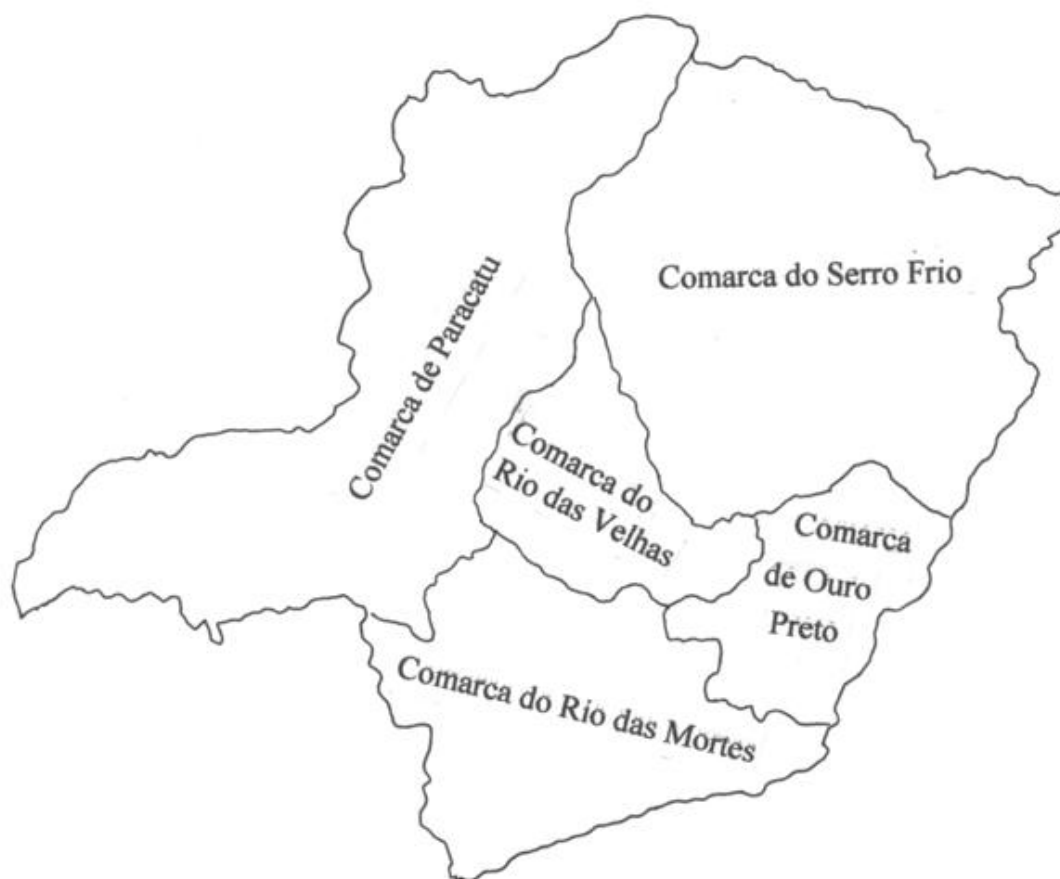 Comarca do Serro Frio
Comarca de Paracatu
Comarca do
Rio das Velhas
Comarca
de Ouro
Preto
Comarca do Rio das Mortes